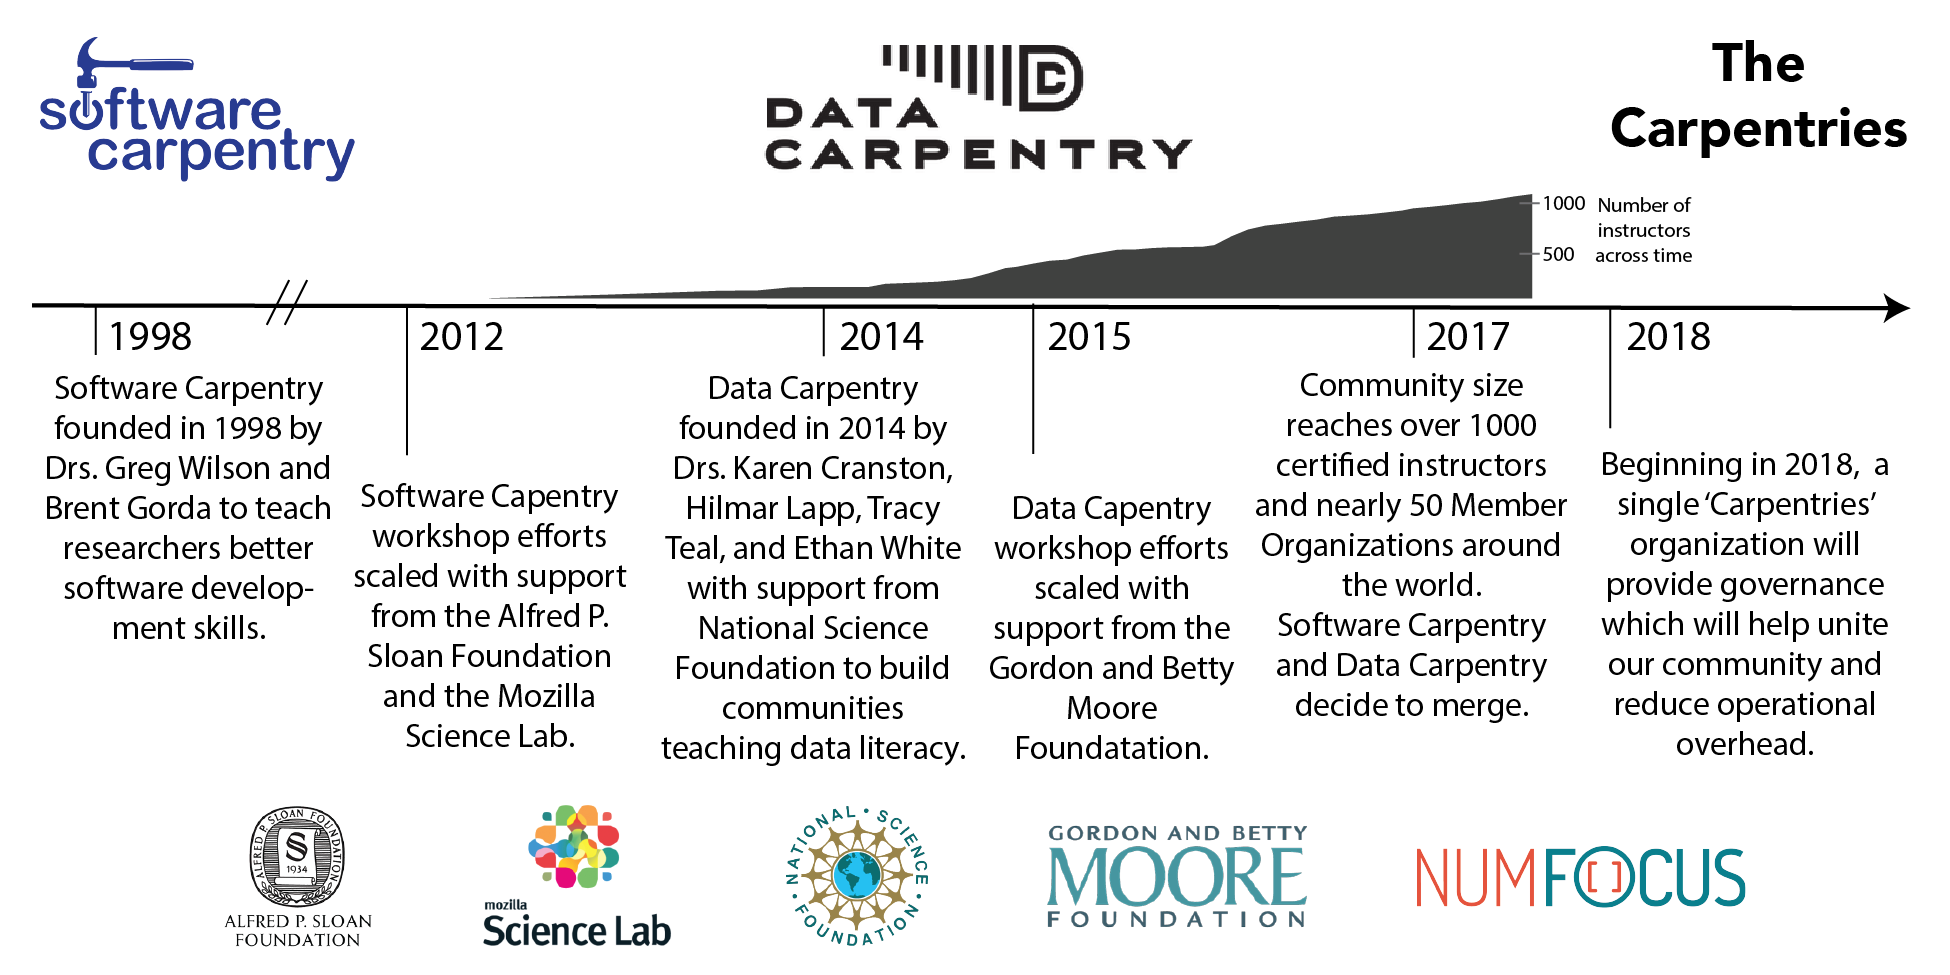 software
carpentry
DATA
CARPENTRY
DC
The
Carpentries
1000
500
Number of
instructors
across time
1998
Software Carpentry
founded in 1998 by
Drs. Greg Wilson and
Brent Gorda to teach
researchers better
software develop-
ment skills.
2012
Software Capentry
workshop efforts
scaled with support
from the Alfred P.
Sloan Foundation
and the Mozilla
Science Lab.
2014
Data Carpentry
founded in 2014 by
Drs. Karen Cranston,
Hilmar Lapp, Tracy
Teal, and Ethan White
with support from
National Science
Foundation to build
communities
teaching data literacy.
2015
Data Capentry
workshop efforts
scaled with
support from the
Gordon and Betty
Moore
Foundatation.
2017
Community size
reaches over 1000
certified instructors
and nearly 50 Member
Organizations around
the world.
Software Carpentry
and Data Carpentry
decide to merge.
2018
Beginning in 2018,  a
single ‘Carpentries’
organization will
provide governance
which will help unite
our community and
reduce operational
overhead.
ALFRED P. SLOAN FOUNDATION
S
1934
ALFRED P. SLOAN
FOUNDATION
mozilla
Science Lab
NATIONAL • SCIENCE • FOUNDATION •
GORDON AND BETTY
MOORE
FOUNDATION
NUMFOCUS